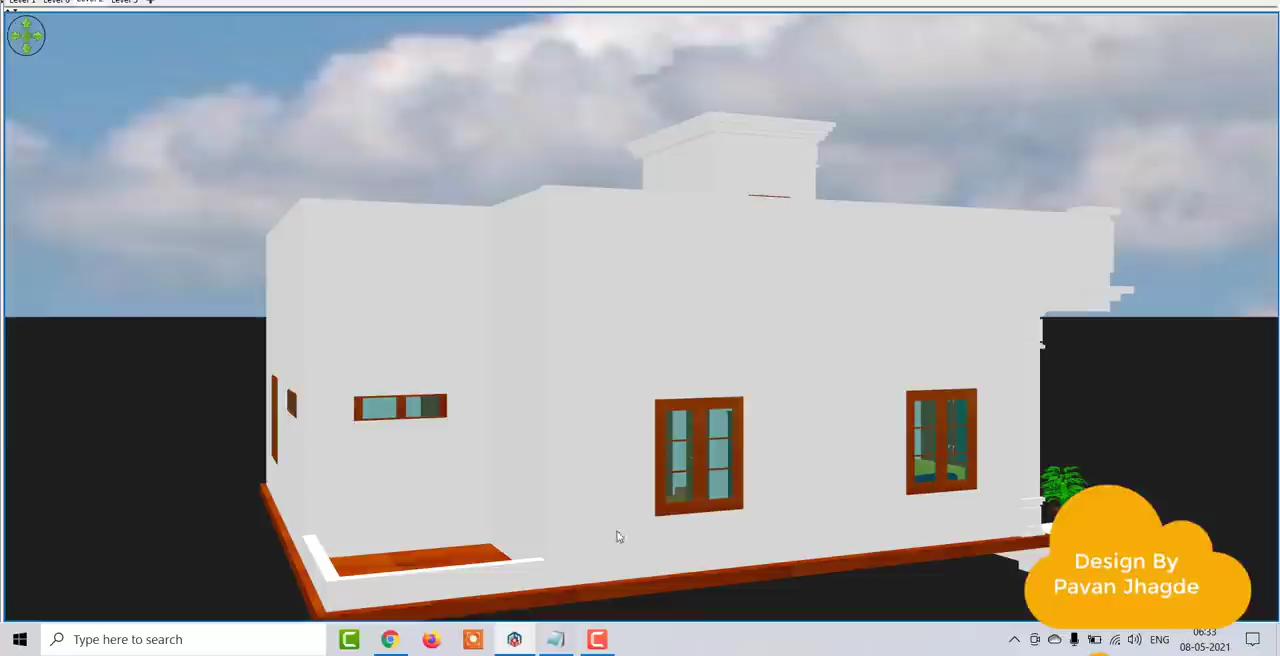 Design By
Pavan Jhagde
Type here to search
ENG
06:33
08-05-2021